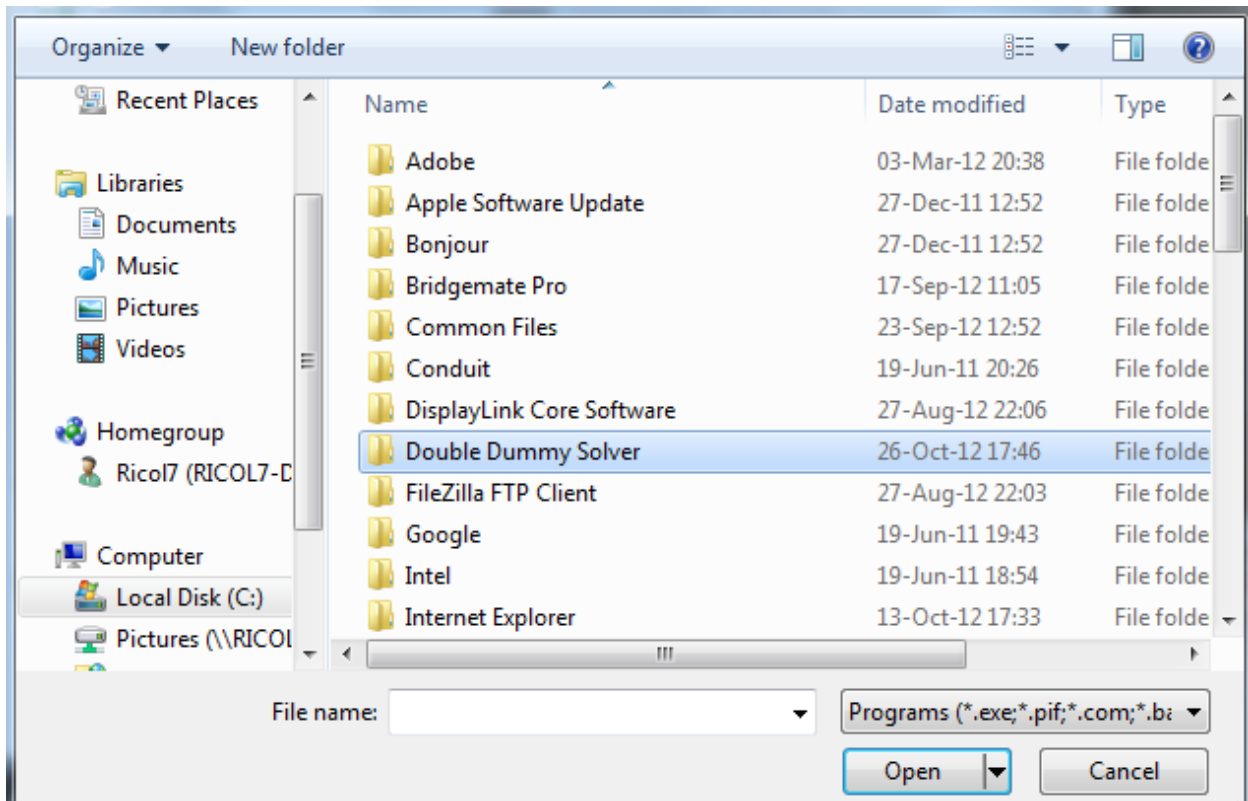 Organize New folder
Recent Places
Libraries
Documents
Music
Pictures
Videos
Homegroup
Ricol7 (RICOL7-D
Computer
Local Disk (C:)
Pictures (\\RICOL
Name Date modified Type
Adobe 03-Mar-12 20:38 File folde
Apple Software Update 27-Dec-11 12:52 File folde
Bonjour 27-Dec-11 12:52 File folde
Bridgemate Pro 17-Sep-12 11:05 File folde
Common Files 23-Sep-12 12:52 File folde
Conduit 19-Jun-11 20:26 File folde
DisplayLink Core Software 27-Aug-12 22:06 File folde
Double Dummy Solver 26-Oct-12 17:46 File folde
FileZilla FTP Client 27-Aug-12 22:03 File folde
Google 19-Jun-11 19:43 File folde
Intel 19-Jun-11 18:54 File folde
Internet Explorer 13-Oct-12 17:33 File folde
File name: Programs (*.exe;*.pif;*.com;*.ba
Open Cancel